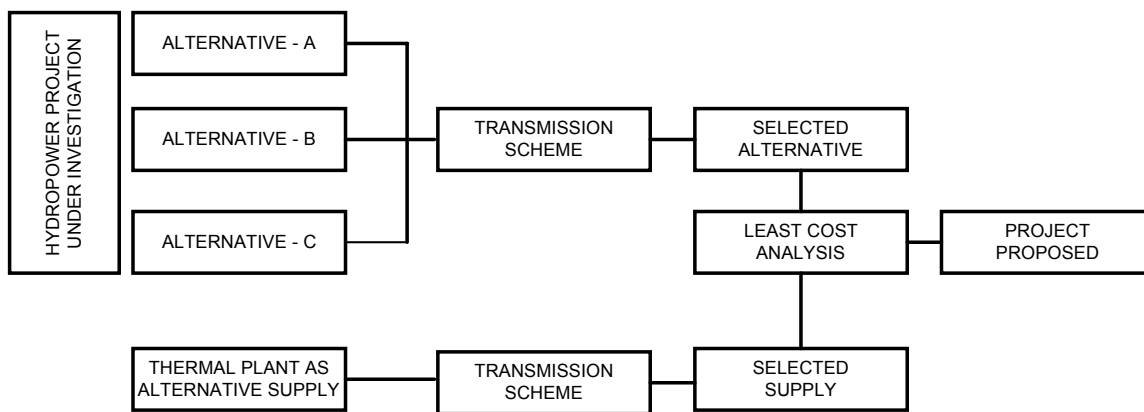 HYDROPOWER PROJECT
UNDER INVESTIGATION
ALTERNATIVE - A
ALTERNATIVE - B
ALTERNATIVE - C
TRANSMISSION
SCHEME
SELECTED
ALTERNATIVE
LEAST COST
ANALYSIS
PROJECT
PROPOSED
THERMAL PLANT AS
ALTERNATIVE SUPPLY
TRANSMISSION
SCHEME
SELECTED
SUPPLY